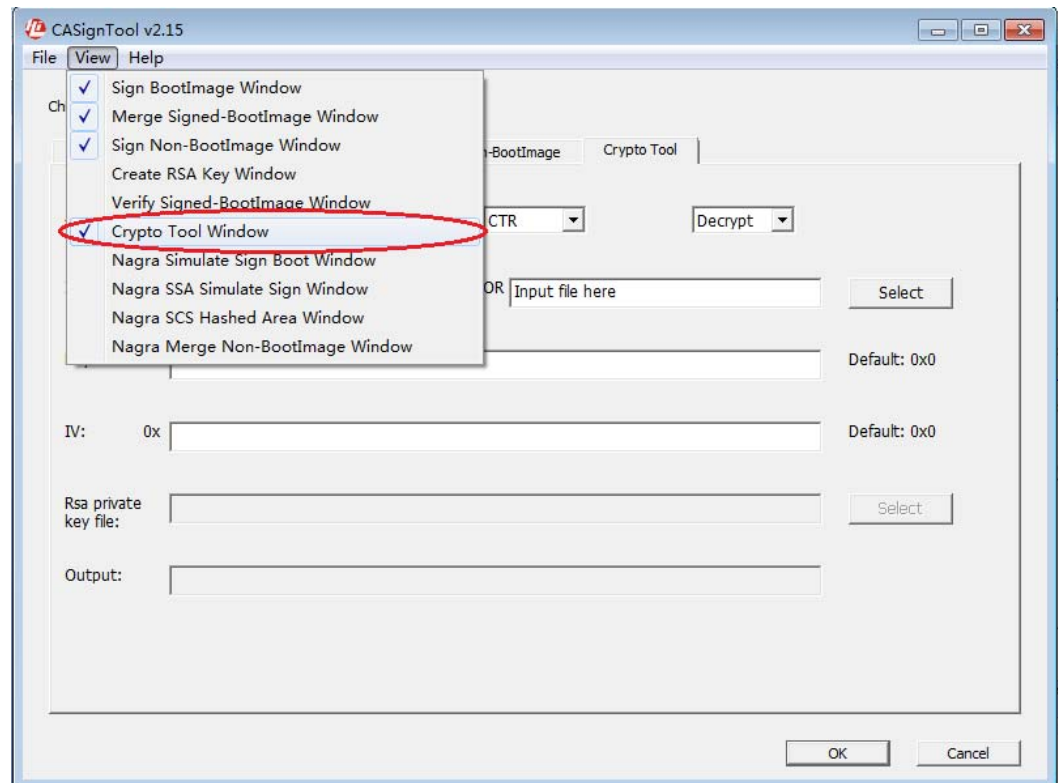 CASignTool v2.15
File View Help
Sign BootImage Window
Ch
Merge Signed-BootImage Window
Sign Non-BootImage Window
-BootImage
Crypto Tool
Create RSA Key Window
Verify Signed-BootImage Window
Crypto Tool Window
CTR
Decrypt
Nagra Simulate Sign Boot Window
Nagra SSA Simulate Sign Window
OR
Input file here
Select
Nagra SCS Hashed Area Window
Nagra Merge Non-BootImage Window
Default: 0x0
IV: 0x
Default: 0x0
Rsa private
key file:
Select
Output:
OK
Cancel